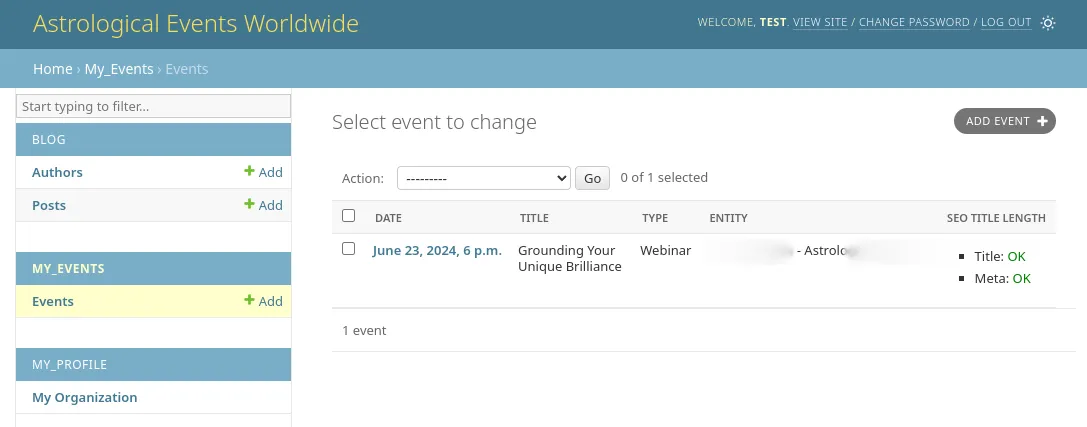 Astrological Events Worldwide
WELCOME, TEST. VIEW SITE / CHANGE PASSWORD / LOG OUT
Home › My_Events › Events
Start typing to filter...
BLOG
Authors + Add
Posts + Add
MY_EVENTS
Events + Add
MY_PROFILE
My Organization
Select event to change
ADD EVENT +
Action: --------- Go 0 of 1 selected
DATE TITLE TYPE ENTITY SEO TITLE LENGTH
June 23, 2024, 6 p.m. Grounding Your Webinar -
Unique Brilliance
Title: OK
Meta: OK
1 event